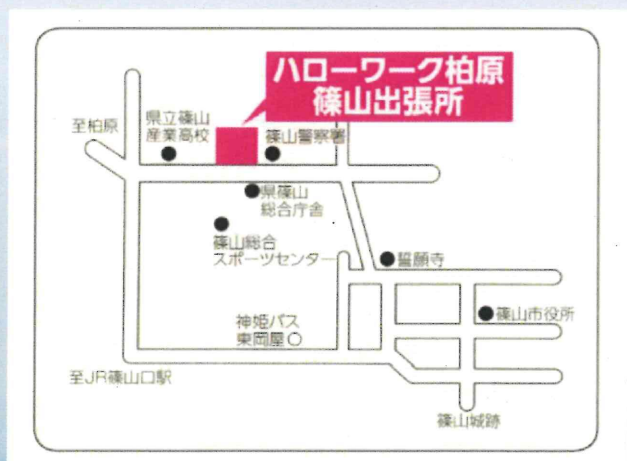 ハローワーク柏原
篠山出張所
至柏原
県立篠山
産業高校
篠山警察署
県篠山
総合庁舎
篠山総合
スポーツセンター
誓願寺
篠山市役所
神姫バス
東岡屋
至JR篠山口駅
篠山城跡